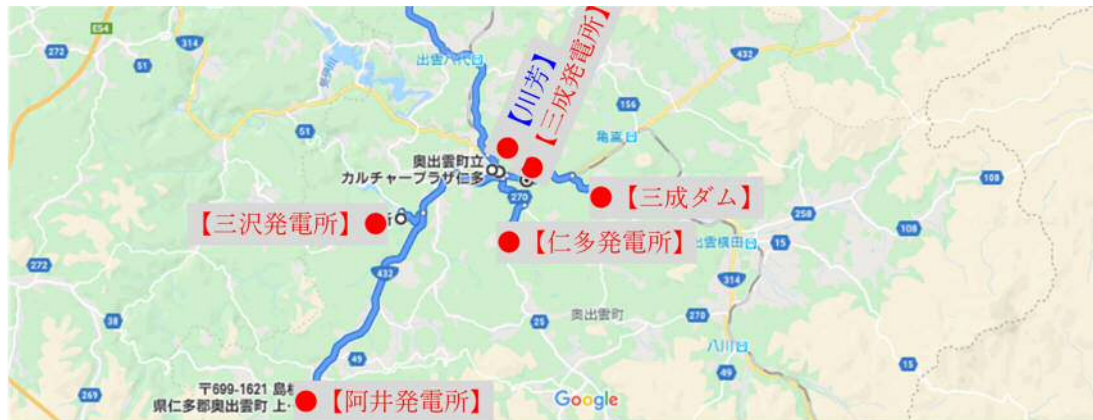 E54
432
314
272
51
出雲八代
51
【川芳】
【三成発電所】
156
亀嵩
奥出雲町立
カルチャープラザ仁多
270
【三成ダム】
108
【三沢発電所】
【仁多発電所】
258
108
出雲横田
15
272
432
314
38
25
奥出雲町
270
八川
49
49
15
269
〒699-1621 島根
県仁多郡奥出雲町 上
【阿井発電所】
Google